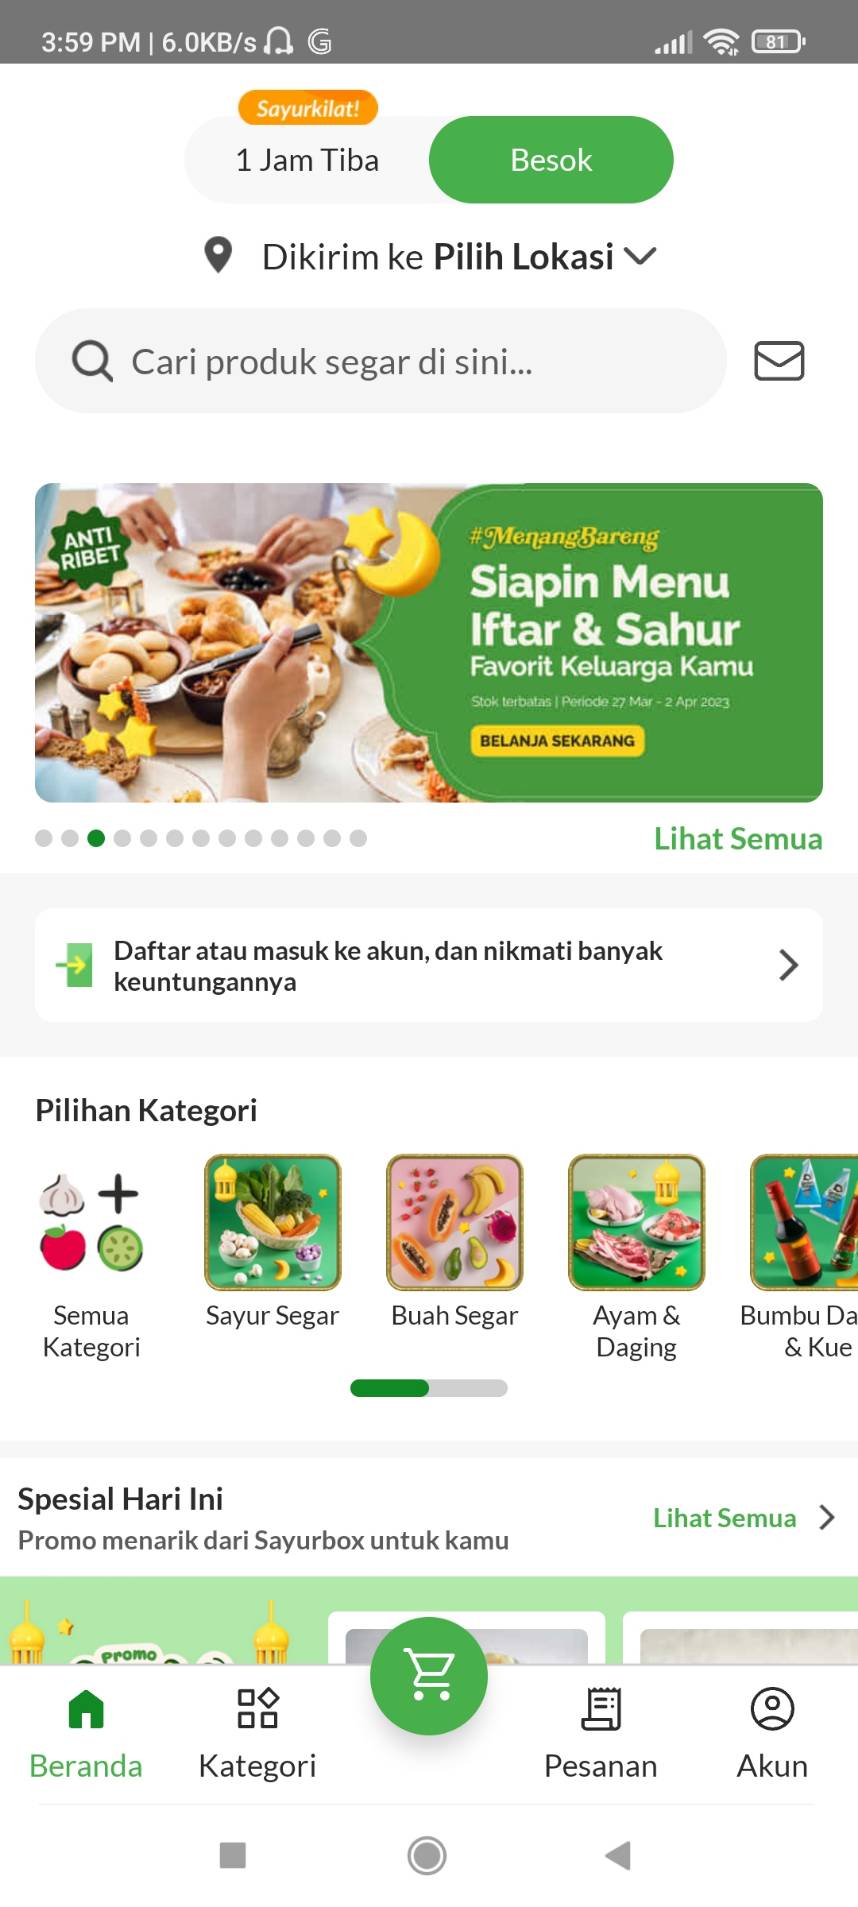 3:59 PM | 6.0KB/s
81
Sayurkilat!
1 Jam Tiba
Besok
Dikirim ke Pilih Lokasi
Cari produk segar di sini...
ANTI
RIBET
#MenangBareng
Siapin Menu
Iftar & Sahur
Favorit Keluarga Kamu
Stok terbatas | Periode 27 Mar - 2 Apr 2023
BELANJA SEKARANG
Lihat Semua
Daftar atau masuk ke akun, dan nikmati banyak
keuntungannya
Pilihan Kategori
Semua
Kategori
Sayur Segar
Buah Segar
Ayam &
Daging
Bumbu Da
& Kue
Spesial Hari Ini
Promo menarik dari Sayurbox untuk kamu
Lihat Semua
Promo
Beranda
Kategori
Pesanan
Akun